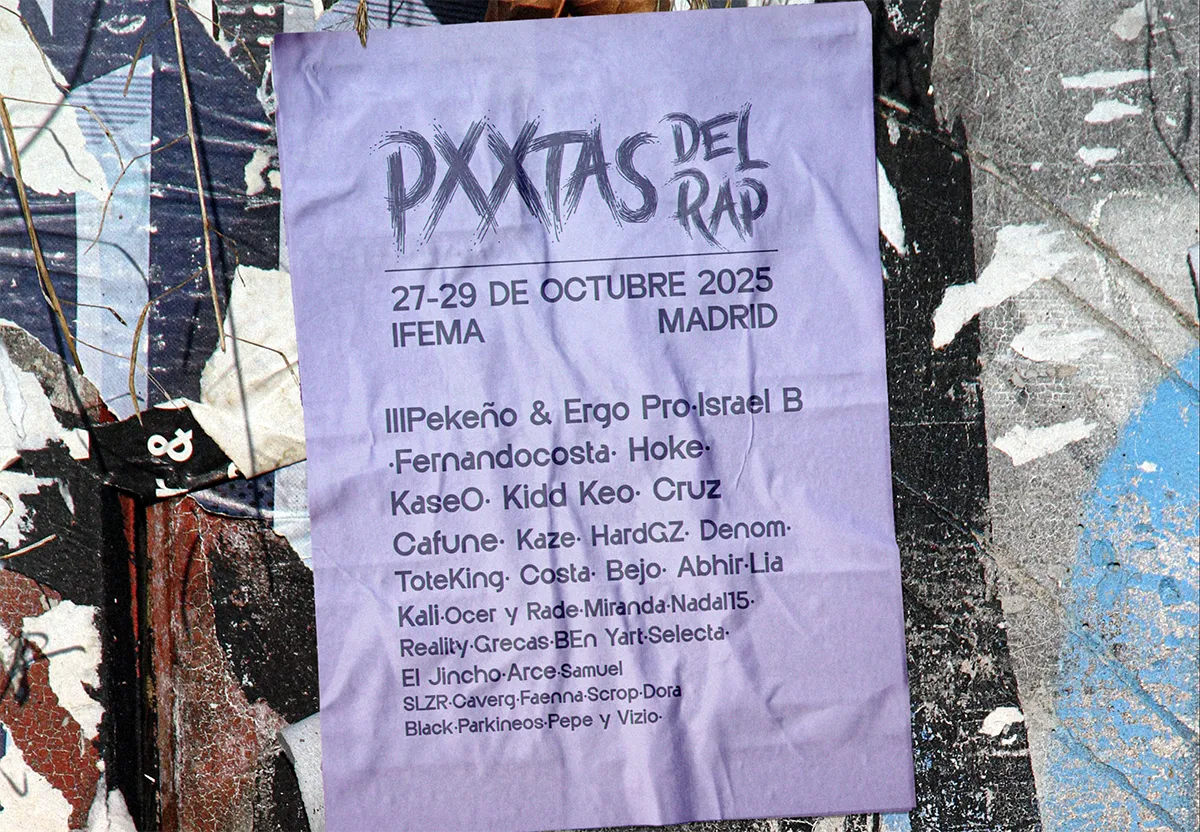 PXXTAS DEL RAP
27-29 DE OCTUBRE 2025
IFEMA MADRID
IIIPekeño & Ergo Pro·Israel B
·Fernandocosta· Hoke·
KaseO· Kidd Keo· Cruz
Cafune· Kaze· HardGZ· Denom·
ToteKing· Costa· Bejo· Abhir·Lia
Kali·Ocer y Rade·Miranda·Nadal15·
Reality·Grecas·BEn Yart·Selecta·
El Jincho·Arce·Samuel
SLZR·Caverg·Faenna·Scrop·Dora
Black·Parkineos·Pepe y Vizio·
&